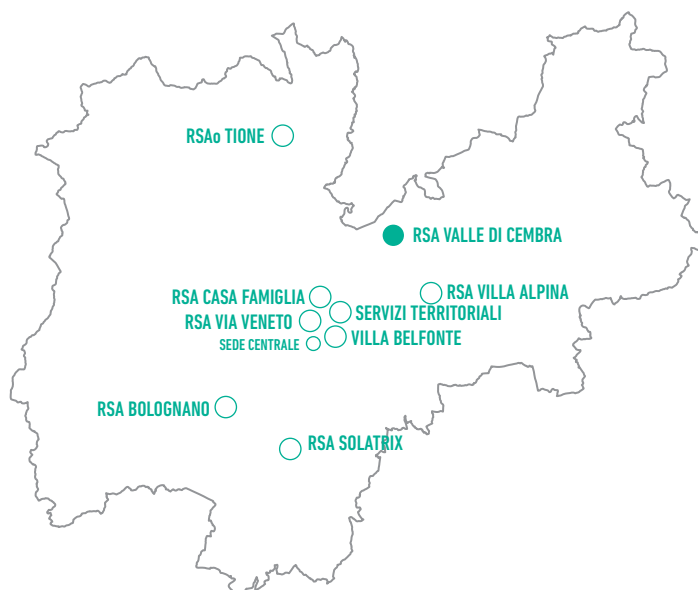 RSAo TIONE
RSA VALLE DI CEMBRA
RSA CASA FAMIGLIA
RSA VILLA ALPINA
SERVIZI TERRITORIALI
RSA VIA VENETO
VILLA BELFONTE
SEDE CENTRALE
RSA BOLOGNANO
RSA SOLATRIX